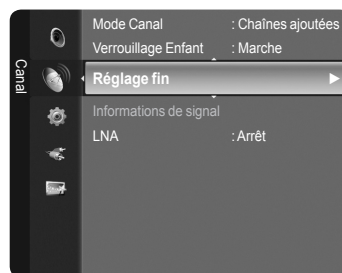 Canal
Mode Canal : Chaînes ajoutées
Verrouillage Enfant : Marche
Réglage fin
Informations de signal
LNA : Arrêt